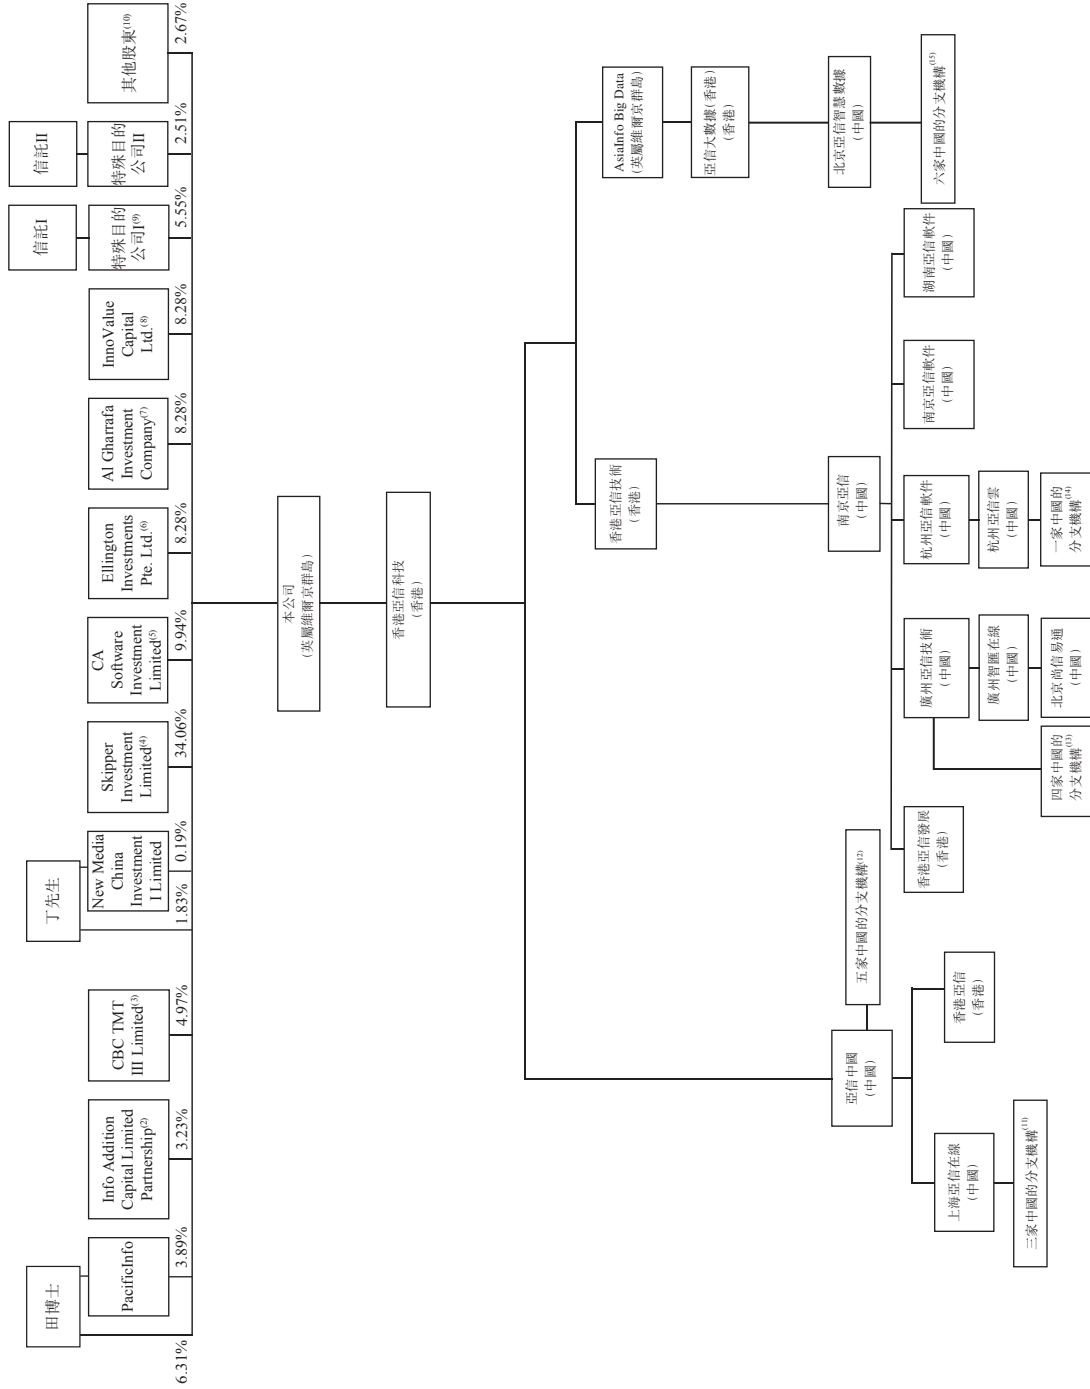 田博士
丁先生
信託I
信託II
PacificInfo
Info Addition
Capital Limited
Partnership(2)
CBC TMT
III Limited(3)
New Media
China
Investment
I Limited
Skipper
Investment
Limited(4)
CA
Software
Investment
Limited(5)
Ellington
Investments
Pte. Ltd.(6)
Al Gharrafa
Investment
Company(7)
InnoValue
Capital
Ltd.(8)
特殊目的
公司I(9)
特殊目的
公司II
其他股東(10)
6.31%
3.89%
3.23%
4.97%
1.83%
0.19%
34.06%
9.94%
8.28%
8.28%
8.28%
5.55%
2.51%
2.67%
本公司
(英屬維爾京群島)
香港亞信科技
(香港)
香港亞信技術
(香港)
AsiaInfo Big Data
(英屬維爾京群島)
亞信大數據(香港)
(香港)
亞信中國
(中國)
五家中國的分支機構(12)
南京亞信
(中國)
北京亞信智慧數據
(中國)
上海亞信在線
(中國)
香港亞信
(香港)
香港亞信發展
(香港)
廣州亞信技術
(中國)
杭州亞信軟件
(中國)
南京亞信軟件
(中國)
湖南亞信軟件
(中國)
六家中國的分支機構(15)
廣州智匯在線
(中國)
杭州亞信雲
(中國)
三家中國的分支機構(11)
四家中國的
分支機構(13)
北京尚信易通
(中國)
一家中國的
分支機構(14)